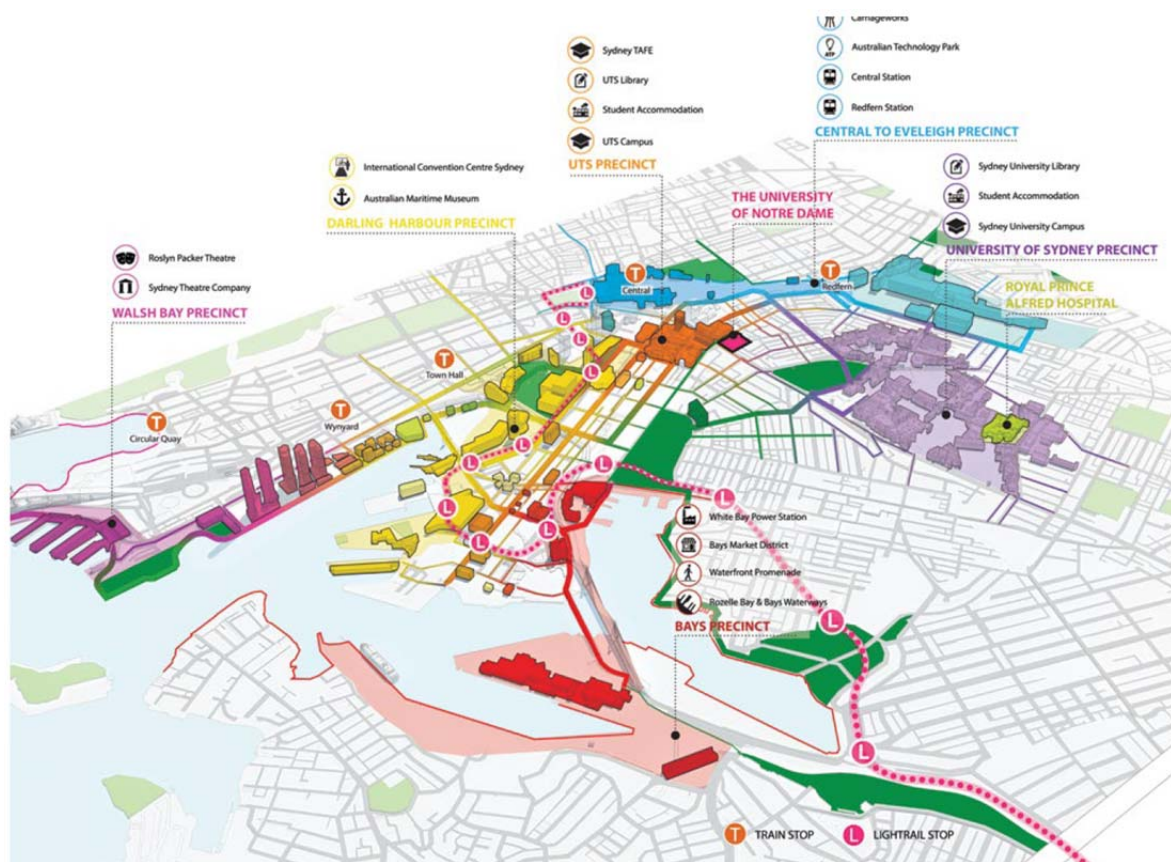 Carriageworks
Australian Technology Park
Central Station
Redfern Station
CENTRAL TO EVELEIGH PRECINCT
Sydney TAFE
UTS Library
Student Accommodation
UTS Campus
UTS PRECINCT
International Convention Centre Sydney
Australian Maritime Museum
DARLING HARBOUR PRECINCT
Sydney University Library
Student Accommodation
Sydney University Campus
UNIVERSITY OF SYDNEY PRECINCT
THE UNIVERSITY
OF NOTRE DAME
Roslyn Packer Theatre
Sydney Theatre Company
WALSH BAY PRECINCT
ROYAL PRINCE
ALFRED HOSPITAL
ATP
T
Central
T
Redfern
T
Town Hall
T
Wynyard
T
Circular Quay
L
L
L
L
L
L
L
L
L
L
L
L
L
L
White Bay Power Station
Bays Market District
Waterfront Promenade
Rozelle Bay & Bays Waterways
BAYS PRECINCT
T TRAIN STOP
L LIGHTRAIL STOP